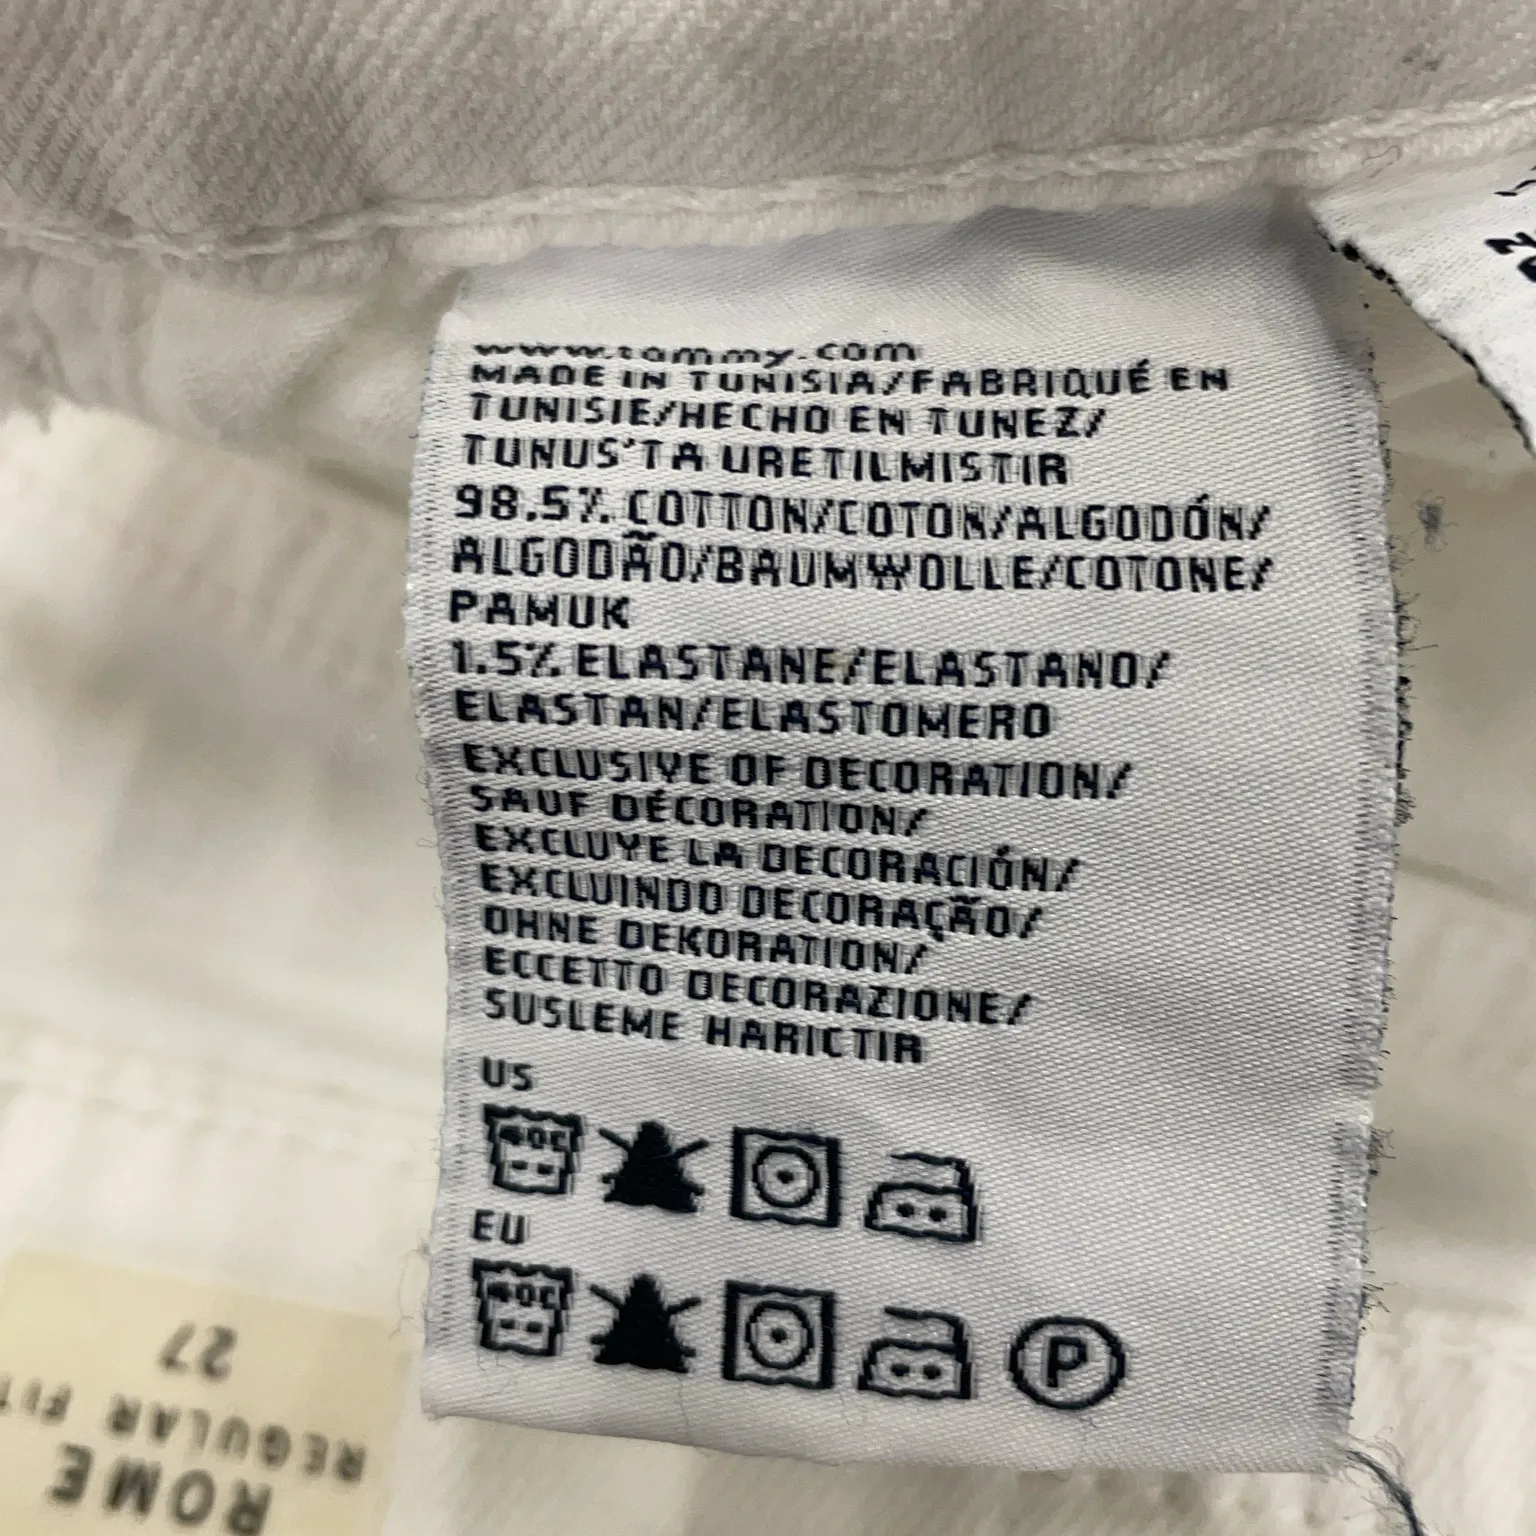 www.tommy.com
MADE IN TUNISIA/FABRIQUÉ EN
TUNISIE/HECHO EN TUNEZ/
TUNUS'TA URETILMISTIR
98.5% COTTON/COTON/ALGODÓN/
ALGODÃO/BAUMWOLLE/COTONE/
PAMUK
1.5% ELASTANE/ELASTANO/
ELASTAN/ELASTOMERO
EXCLUSIVE OF DECORATION/
SAUF DÉCORATION/
EXCLUYE LA DECORACIÓN/
EXCLUINDO DECORAÇÃO/
OHNE DEKORATION/
ECCETTO DECORAZIONE/
SUSLEME HARICTIR
US
40C
EU
40C
P
ROME
REGULAR FIT
27